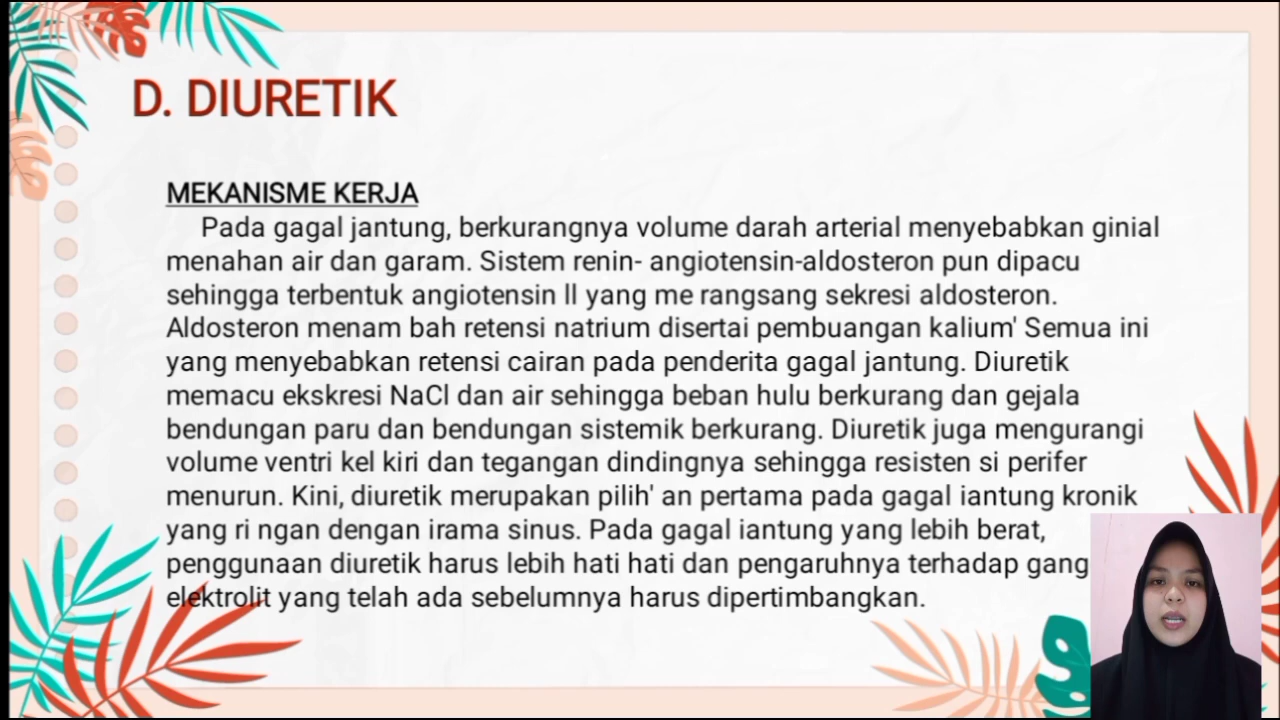 D. DIURETIK
MEKANISME KERJA
Pada gagal jantung, berkurangnya volume darah arterial menyebabkan ginial
menahan air dan garam. Sistem renin- angiotensin-aldosteron pun dipacu
sehingga terbentuk angiotensin ll yang me rangsang sekresi aldosteron.
Aldosteron menam bah retensi natrium disertai pembuangan kalium' Semua ini
yang menyebabkan retensi cairan pada penderita gagal jantung. Diuretik
memacu ekskresi NaCl dan air sehingga beban hulu berkurang dan gejala
bendungan paru dan bendungan sistemik berkurang. Diuretik juga mengurangi
volume ventri kel kiri dan tegangan dindingnya sehingga resisten si perifer
menurun. Kini, diuretik merupakan pilih' an pertama pada gagal iantung kronik
yang ri ngan dengan irama sinus. Pada gagal iantung yang lebih berat,
penggunaan diuretik harus lebih hati hati dan pengaruhnya terhadap gang
elektrolit yang telah ada sebelumnya harus dipertimbangkan.